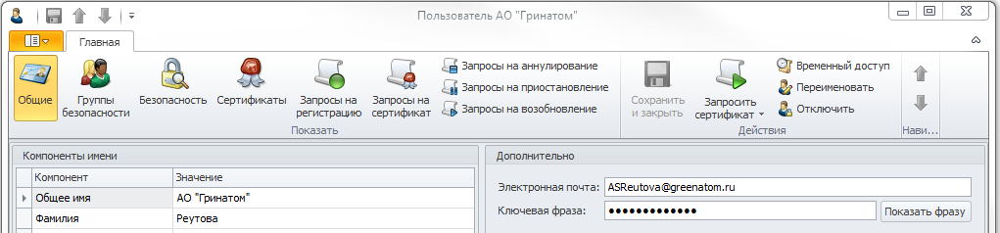 Пользователь АО "Гринатом"
Главная
Общие
Группы безопасности
Безопасность
Сертификаты
Запросы на регистрацию
Запросы на сертификат
Запросы на аннулирование
Запросы на приостановление
Запросы на возобновление
Показать
Сохранить и закрыть
Запросить сертификат
Временный доступ
Переименовать
Отключить
Действия
Нави...
Компоненты имени
Компонент Значение
Общее имя АО "Гринатом"
Фамилия Реутова
Дополнительно
Электронная почта: ASReutova@greenatom.ru
Ключевая фраза: ●●●●●●●●●●●●● Показать фразу